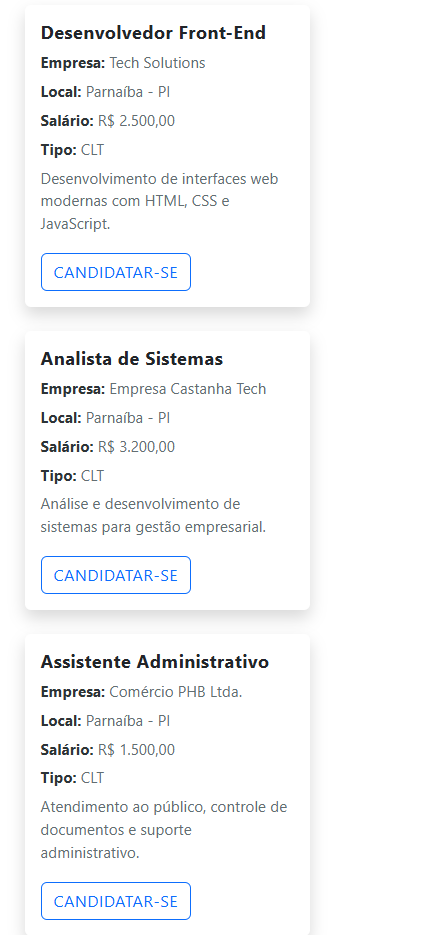 Desenvolvedor Front-End
Empresa: Tech Solutions
Local: Parnaíba - PI
Salário: R$ 2.500,00
Tipo: CLT
Desenvolvimento de interfaces web
modernas com HTML, CSS e
JavaScript.
CANDIDATAR-SE
Analista de Sistemas
Empresa: Empresa Castanha Tech
Local: Parnaíba - PI
Salário: R$ 3.200,00
Tipo: CLT
Análise e desenvolvimento de
sistemas para gestão empresarial.
CANDIDATAR-SE
Assistente Administrativo
Empresa: Comércio PHB Ltda.
Local: Parnaíba - PI
Salário: R$ 1.500,00
Tipo: CLT
Atendimento ao público, controle de
documentos e suporte
administrativo.
CANDIDATAR-SE